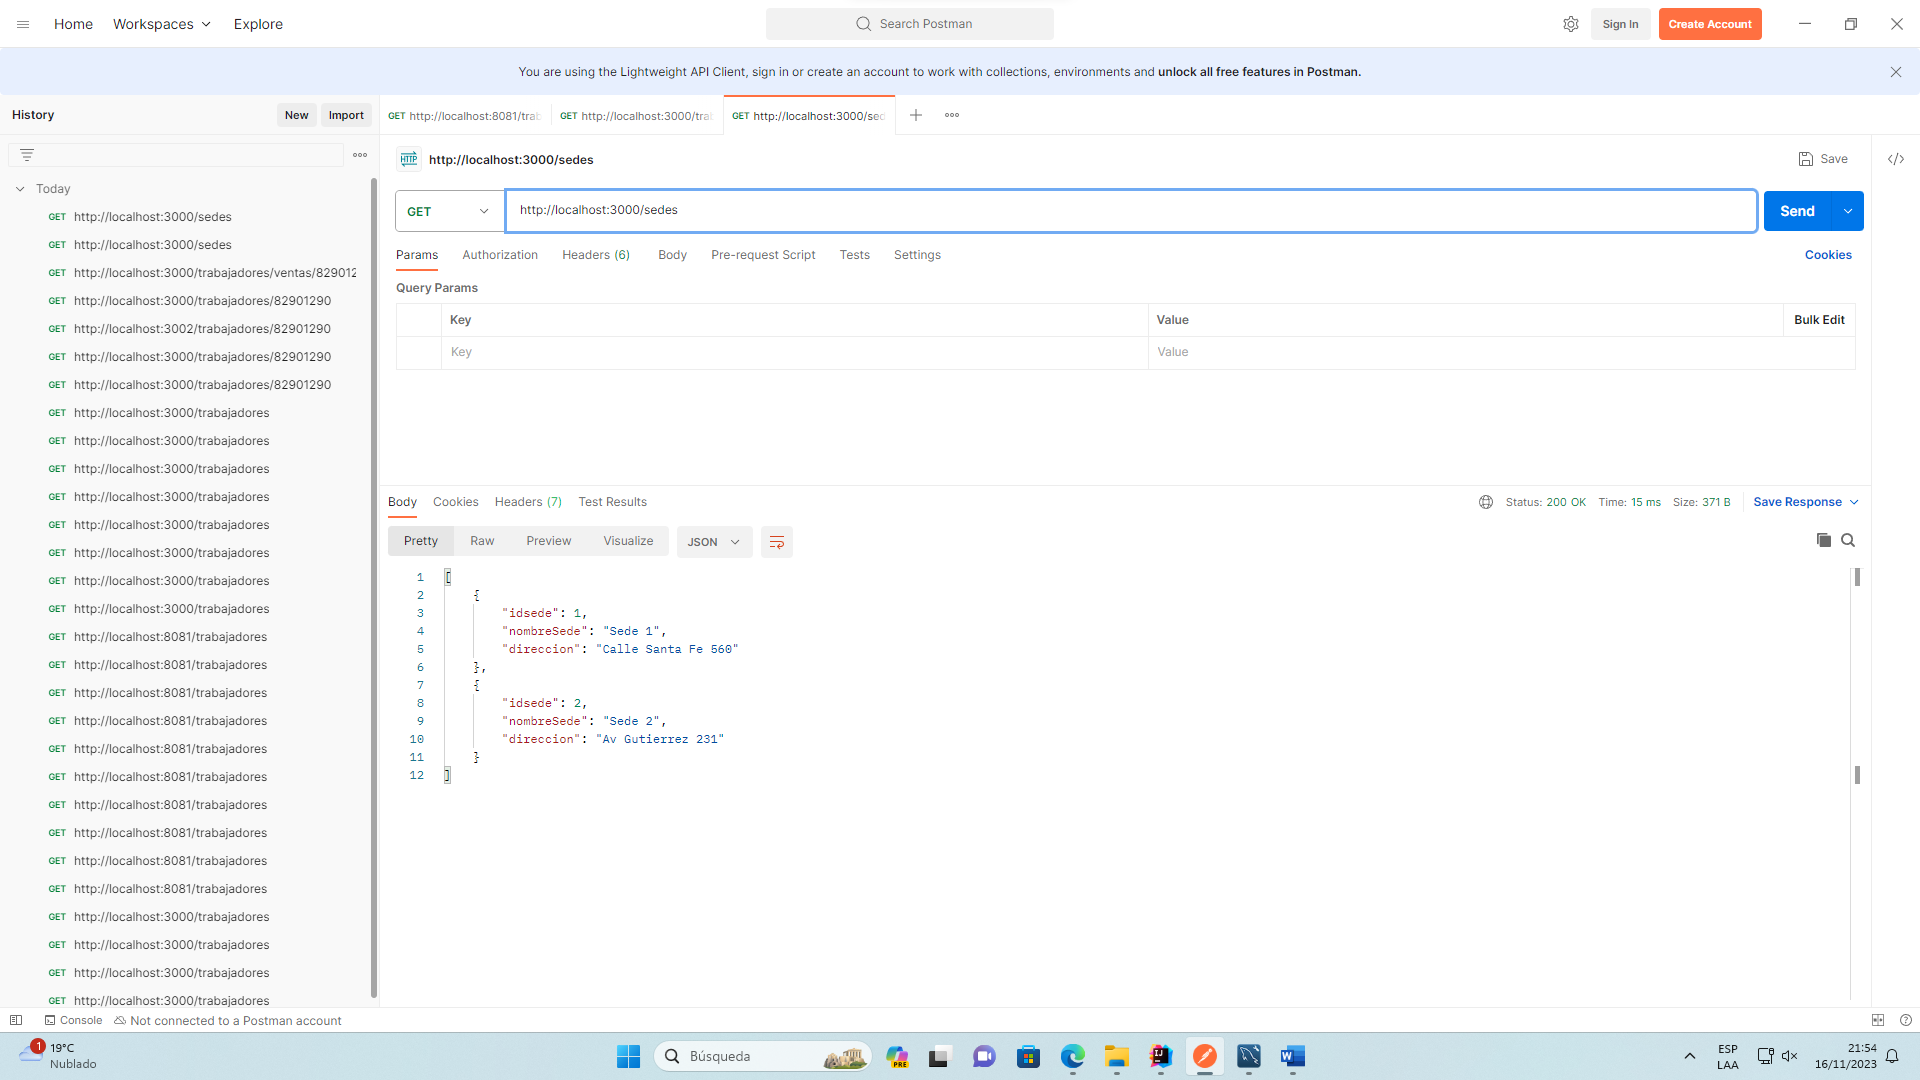 Home Workspaces Explore
Search Postman
Sign In
Create Account
You are using the Lightweight API Client, sign in or create an account to work with collections, environments and unlock all free features in Postman.
History
New
Import
GET http://localhost:8081/trab
GET http://localhost:3000/trab
GET http://localhost:3000/sed
Today
GET http://localhost:3000/sedes
GET http://localhost:3000/sedes
GET http://localhost:3000/trabajadores/ventas/829012
GET http://localhost:3000/trabajadores/82901290
GET http://localhost:3002/trabajadores/82901290
GET http://localhost:3000/trabajadores/82901290
GET http://localhost:3000/trabajadores/82901290
GET http://localhost:3000/trabajadores
GET http://localhost:3000/trabajadores
GET http://localhost:3000/trabajadores
GET http://localhost:3000/trabajadores
GET http://localhost:3000/trabajadores
GET http://localhost:3000/trabajadores
GET http://localhost:3000/trabajadores
GET http://localhost:3000/trabajadores
GET http://localhost:8081/trabajadores
GET http://localhost:8081/trabajadores
GET http://localhost:8081/trabajadores
GET http://localhost:8081/trabajadores
GET http://localhost:8081/trabajadores
GET http://localhost:8081/trabajadores
GET http://localhost:8081/trabajadores
GET http://localhost:8081/trabajadores
GET http://localhost:8081/trabajadores
GET http://localhost:8081/trabajadores
GET http://localhost:3000/trabajadores
GET http://localhost:3000/trabajadores
GET http://localhost:3000/trabajadores
GET http://localhost:3000/trabajadores
HTTP http://localhost:3000/sedes
Save
GET
http://localhost:3000/sedes
Send
Params Authorization Headers (6) Body Pre-request Script Tests Settings
Cookies
Query Params
Key Value Bulk Edit
Key Value
Body Cookies Headers (7) Test Results
Status: 200 OK Time: 15 ms Size: 371 B
Save Response
Pretty Raw Preview Visualize JSON
1 [
2 {
3 "idsede": 1,
4 "nombreSede": "Sede 1",
5 "direccion": "Calle Santa Fe 560"
6 },
7 {
8 "idsede": 2,
9 "nombreSede": "Sede 2",
10 "direccion": "Av Gutierrez 231"
11 }
12 ]
Console
Not connected to a Postman account
1
19°C
Nublado
Búsqueda
PRE
ESP
LAA
21:54
16/11/2023